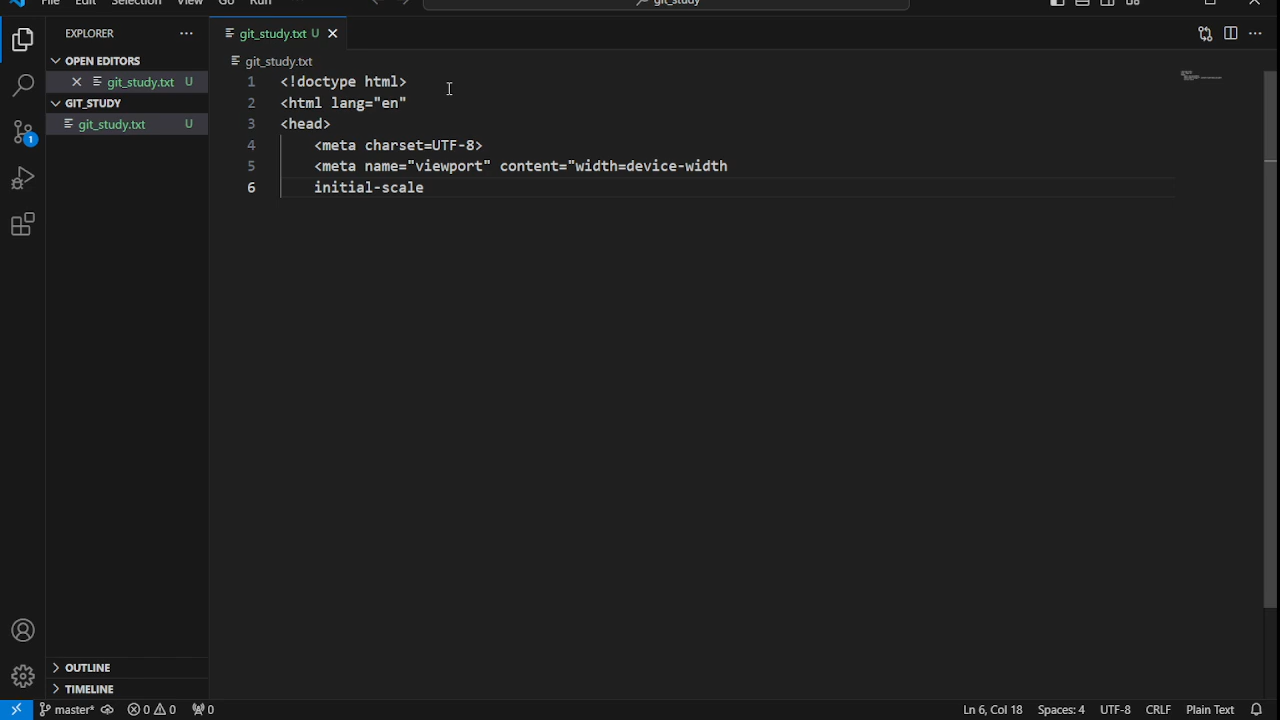 File Edit Selection View Go Run
git_study
EXPLORER
git_study.txt U
OPEN EDITORS
git_study.txt U
GIT_STUDY
git_study.txt U
1
git_study.txt
1 <!doctype html>
2 <html lang="en"
3 <head>
4 <meta charset=UTF-8>
5 <meta name="viewport" content="width=device-width
6 initial-scale
OUTLINE
TIMELINE
master* 0 0 0
Ln 6, Col 18 Spaces: 4 UTF-8 CRLF Plain Text